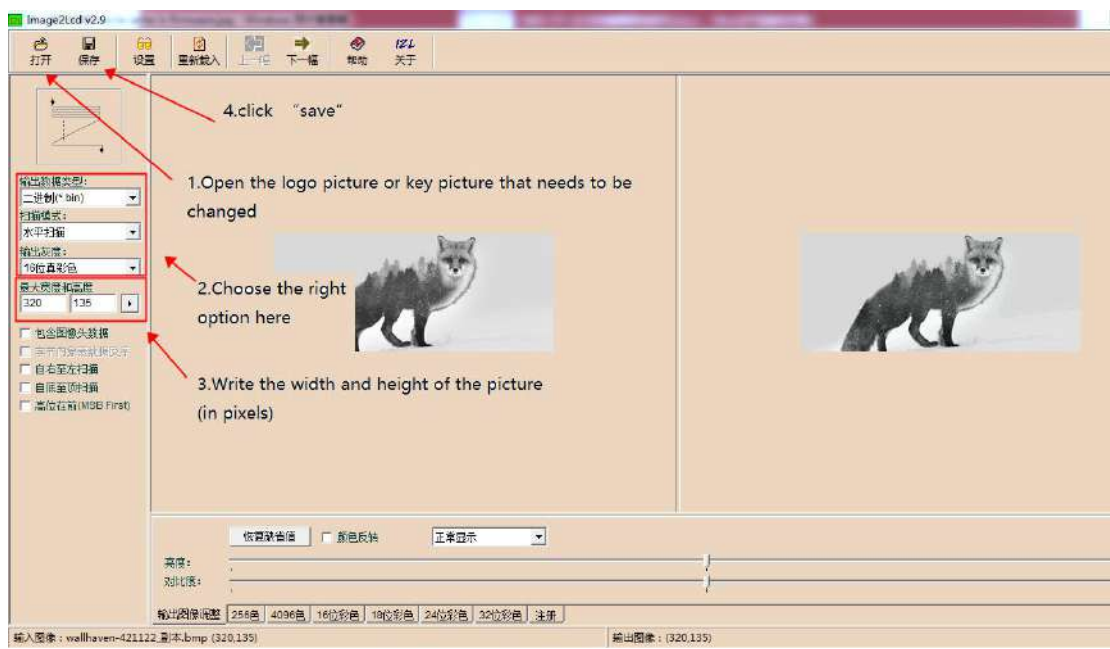 Image2Lcd v2.9
打开 保存 设置 重新载入 上一幅 下一幅 帮助 关于
4.click “save”
1.Open the logo picture or key picture that needs to be
changed
输出数据类型:
二进制(*.bin)
扫描模式:
水平扫描
输出灰度:
16位真彩色
最大宽度和高度
320 135
2.Choose the right
option here
包含图像头数据
自右至左扫描
自底至顶扫描
高位在前(MSB First)
3.Write the width and height of the picture
(in pixels)
恢复缺省值 颜色反转 正常显示
亮度:
对比度:
输出图像调整 256色 4096色 16位彩色 18位彩色 24位彩色 32位彩色 注册
输入图像：wallhaven-421122_副本.bmp (320,135) 输出图像：(320,135)